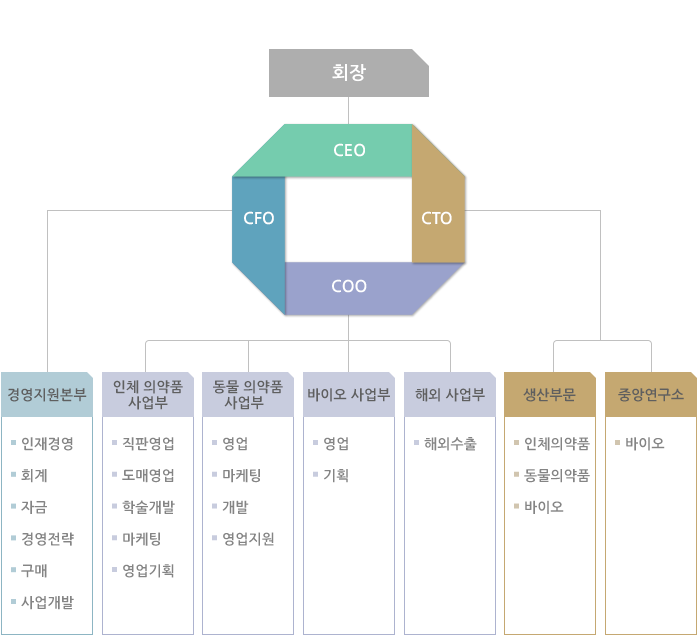 회장
CEO
CFO
CTO
COO
경영지원본부
인재경영
회계
자금
경영전략
구매
사업개발
인체 의약품
사업부
직판영업
도매영업
학술개발
마케팅
영업기획
동물 의약품
사업부
영업
마케팅
개발
영업지원
바이오 사업부
영업
기획
해외 사업부
해외수출
생산부문
인체의약품
동물의약품
바이오
중앙연구소
바이오